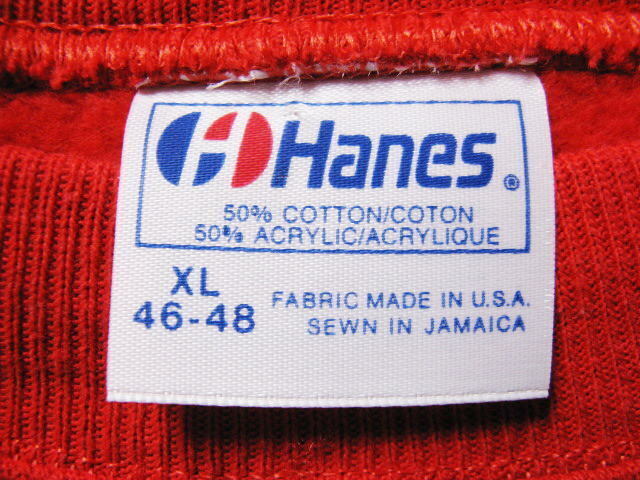 Hanes®
50% COTTON/COTON
50% ACRYLIC/ACRYLIQUE
XL
46-48
FABRIC MADE IN U.S.A.
SEWN IN JAMAICA